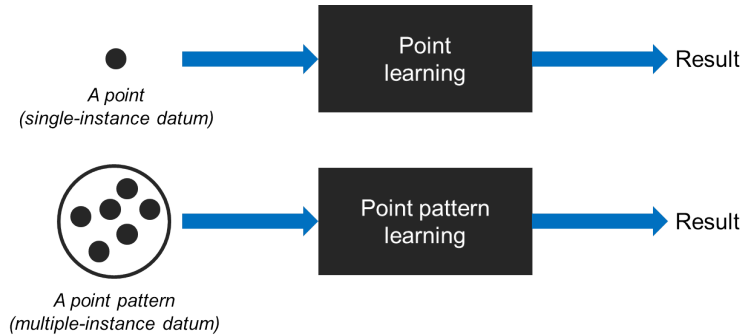 Point
learning
Result
A point
(single-instance datum)
Point pattern
learning
Result
A point pattern
(multiple-instance datum)